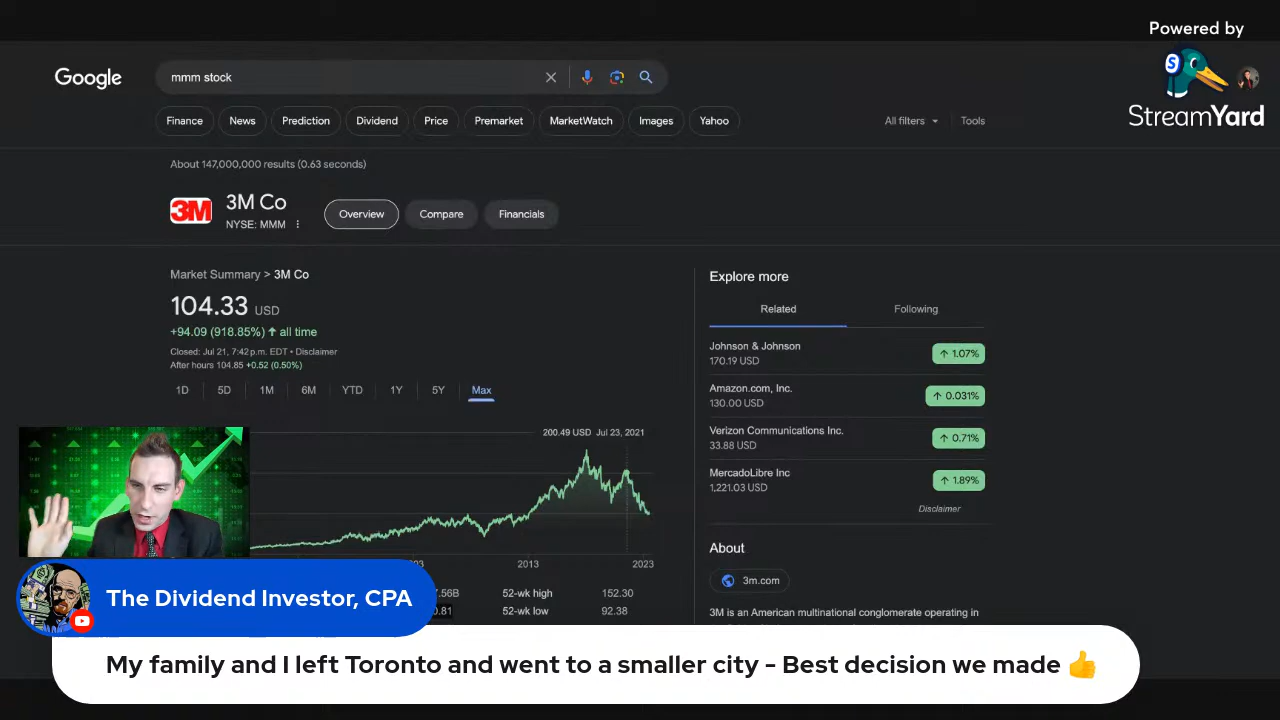 Powered by
StreamYard
Google
mmm stock
Finance
News
Prediction
Dividend
Price
Premarket
MarketWatch
Images
Yahoo
All filters
Tools
About 147,000,000 results (0.63 seconds)
3M
3M Co
NYSE: MMM
Overview
Compare
Financials
Market Summary > 3M Co
104.33 USD
+94.09 (918.85%) ↑ all time
Closed: Jul 21, 7:42 p.m. EDT • Disclaimer
After hours 104.85 +0.52 (0.50%)
1D
5D
1M
6M
YTD
1Y
5Y
Max
200.49 USD Jul 23, 2021
2013
2023
52-wk high
152.30
52-wk low
92.38
Explore more
Related
Following
Johnson & Johnson
170.19 USD
↑ 1.07%
Amazon.com, Inc.
130.00 USD
↑ 0.031%
Verizon Communications Inc.
33.88 USD
↑ 0.71%
MercadoLibre Inc
1,221.03 USD
↑ 1.89%
Disclaimer
About
3m.com
3M is an American multinational conglomerate operating in
The Dividend Investor, CPA
My family and I left Toronto and went to a smaller city - Best decision we made 👍